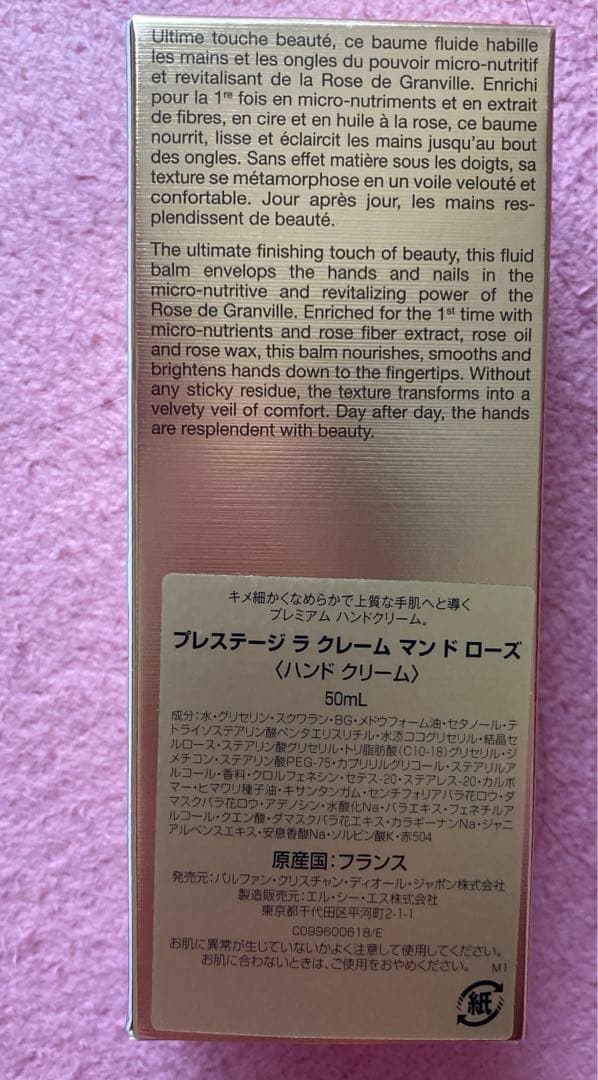 Ultime touche beauté, ce baume fluide habille
les mains et les ongles du pouvoir micro-nutritif
et revitalisant de la Rose de Granville. Enrichi
pour la 1re fois en micro-nutriments et en extrait
de fibres, en cire et en huile à la rose, ce baume
nourrit, lisse et éclaircit les mains jusqu'au bout
des ongles. Sans effet matière sous les doigts, sa
texture se métamorphose en un voile velouté et
confortable. Jour après jour, les mains res-
plendissent de beauté.
The ultimate finishing touch of beauty, this fluid
balm envelops the hands and nails in the
micro-nutritive and revitalizing power of the
Rose de Granville. Enriched for the 1st time with
micro-nutrients and rose fiber extract, rose oil
and rose wax, this balm nourishes, smooths and
brightens hands down to the fingertips. Without
any sticky residue, the texture transforms into a
velvety veil of comfort. Day after day, the hands
are resplendent with beauty.
キメ細かくなめらかで上質な手肌へと導く
プレミアム ハンドクリーム。
プレステージ ラ クレーム マン ド ローズ
〈ハンド クリーム〉
50mL
成分:水・グリセリン・スクワラン・BG・メドウフォーム油・セタノール・テ
トライソステアリン酸ペンタエリスリチル・水添ココグリセリル・結晶セ
ルロース・ステアリン酸グリセリル・トリ脂肪酸(C10-18)グリセリル・ジ
メチコン・ステアリン酸PEG-75・カプリリルグリコール・ステアリルア
ルコール・香料・クロルフェネシン・セテス-20・ステアレス-20・カルボ
マー・ヒマワリ種子油・キサンタンガム・センチフォリアバラ花ロウ・ダ
マスクバラ花ロウ・アデノシン・水酸化Na・バラエキス・フェネチルア
ルコール・クエン酸・ダマスクバラ花エキス・カラギーナンNa・ジャニ
アルベンスエキス・安息香酸Na・ソルビン酸K・赤504
原産国:フランス
発売元:パルファン・クリスチャン・ディオール・ジャポン株式会社
製造販売元:エル・シー・エス株式会社
東京都千代田区平河町2-1-1
C099600618/E
お肌に異常が生じていないかよく注意して使用してください。
お肌に合わないときは、ご使用をおやめください。 M1
紙